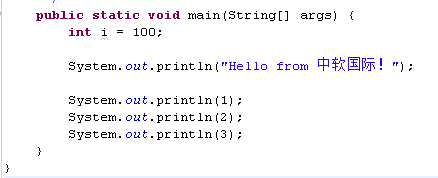 public static void main(String[] args) {
int i = 100;
System.out.println("Hello from 中软国际！");
System.out.println(1);
System.out.println(2);
System.out.println(3);
}
}